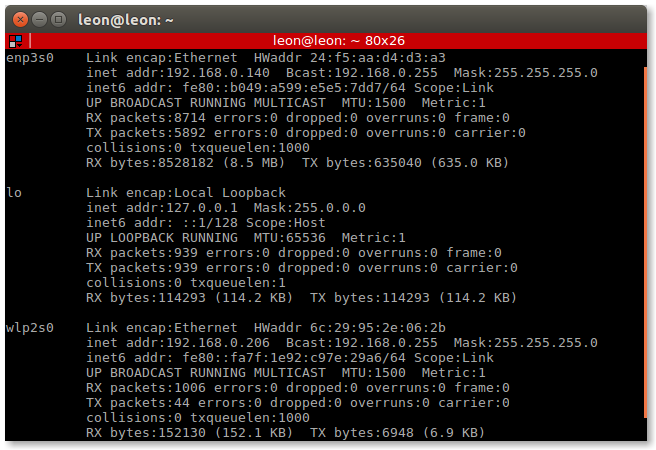 leon@leon: ~
leon@leon: ~ 80x26
enp3s0    Link encap:Ethernet  HWaddr 24:f5:aa:d4:d3:a3
          inet addr:192.168.0.140  Bcast:192.168.0.255  Mask:255.255.255.0
          inet6 addr: fe80::b049:a599:e5e5:7dd7/64 Scope:Link
          UP BROADCAST RUNNING MULTICAST  MTU:1500  Metric:1
          RX packets:8714 errors:0 dropped:0 overruns:0 frame:0
          TX packets:5892 errors:0 dropped:0 overruns:0 carrier:0
          collisions:0 txqueuelen:1000
          RX bytes:8528182 (8.5 MB)  TX bytes:635040 (635.0 KB)

lo        Link encap:Local Loopback
          inet addr:127.0.0.1  Mask:255.0.0.0
          inet6 addr: ::1/128 Scope:Host
          UP LOOPBACK RUNNING  MTU:65536  Metric:1
          RX packets:939 errors:0 dropped:0 overruns:0 frame:0
          TX packets:939 errors:0 dropped:0 overruns:0 carrier:0
          collisions:0 txqueuelen:1
          RX bytes:114293 (114.2 KB)  TX bytes:114293 (114.2 KB)

wlp2s0    Link encap:Ethernet  HWaddr 6c:29:95:2e:06:2b
          inet addr:192.168.0.206  Bcast:192.168.0.255  Mask:255.255.255.0
          inet6 addr: fe80::fa7f:1e92:c97e:29a6/64 Scope:Link
          UP BROADCAST RUNNING MULTICAST  MTU:1500  Metric:1
          RX packets:1006 errors:0 dropped:0 overruns:0 frame:0
          TX packets:44 errors:0 dropped:0 overruns:0 carrier:0
          collisions:0 txqueuelen:1000
          RX bytes:152130 (152.1 KB)  TX bytes:6948 (6.9 KB)